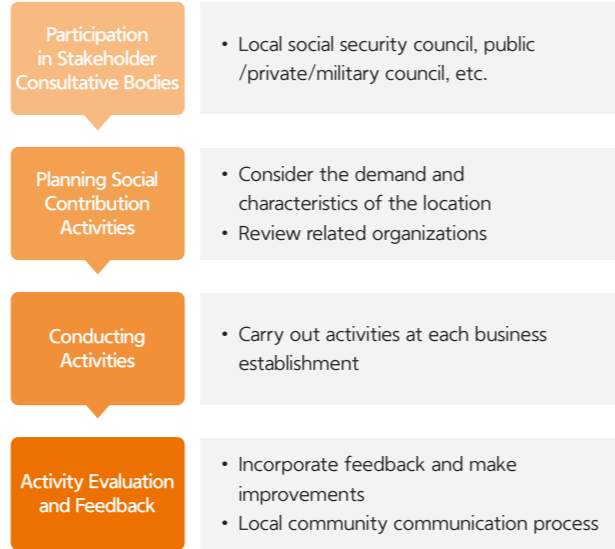 Participation
in Stakeholder
Consultative Bodies
• Local social security council, public
/private/military council, etc.
Planning Social
Contribution
Activities
• Consider the demand and
characteristics of the location
• Review related organizations
Conducting
Activities
• Carry out activities at each business
establishment
Activity Evaluation
and Feedback
• Incorporate feedback and make
improvements
• Local community communication process